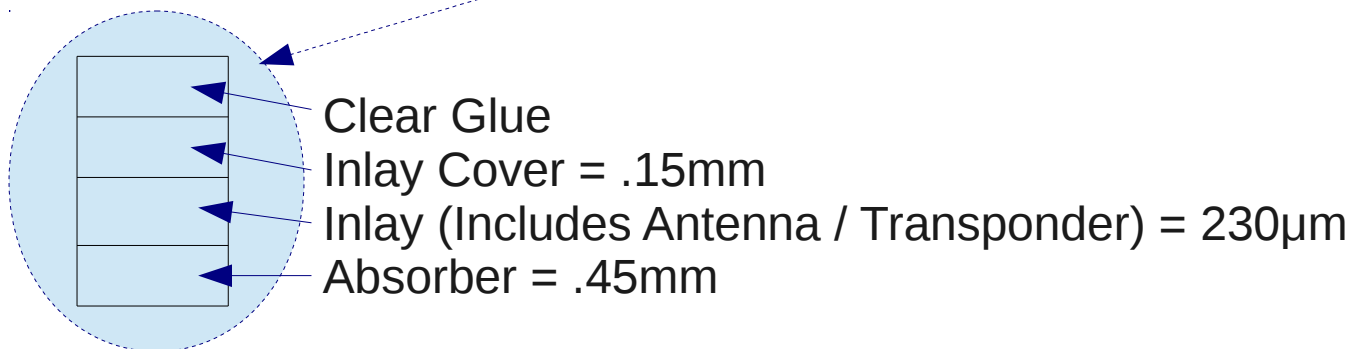 Clear Glue
Inlay Cover = .15mm
Inlay (Includes Antenna / Transponder) = 230µm
Absorber = .45mm